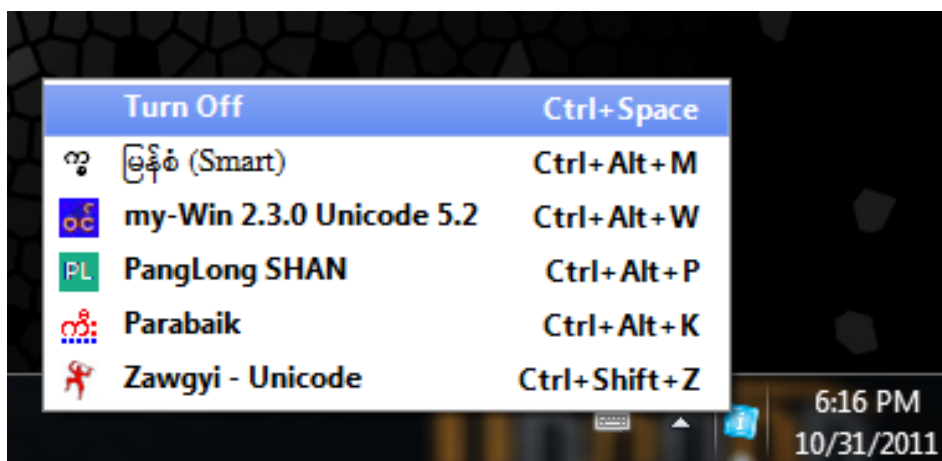 Turn Off Ctrl+Space
မြန်စံ (Smart) Ctrl+Alt+M
my-Win 2.3.0 Unicode 5.2 Ctrl+Alt+W
PL PangLong SHAN Ctrl+Alt+P
Parabaik Ctrl+Alt+K
Zawgyi - Unicode Ctrl+Shift+Z
6:16 PM
10/31/2011